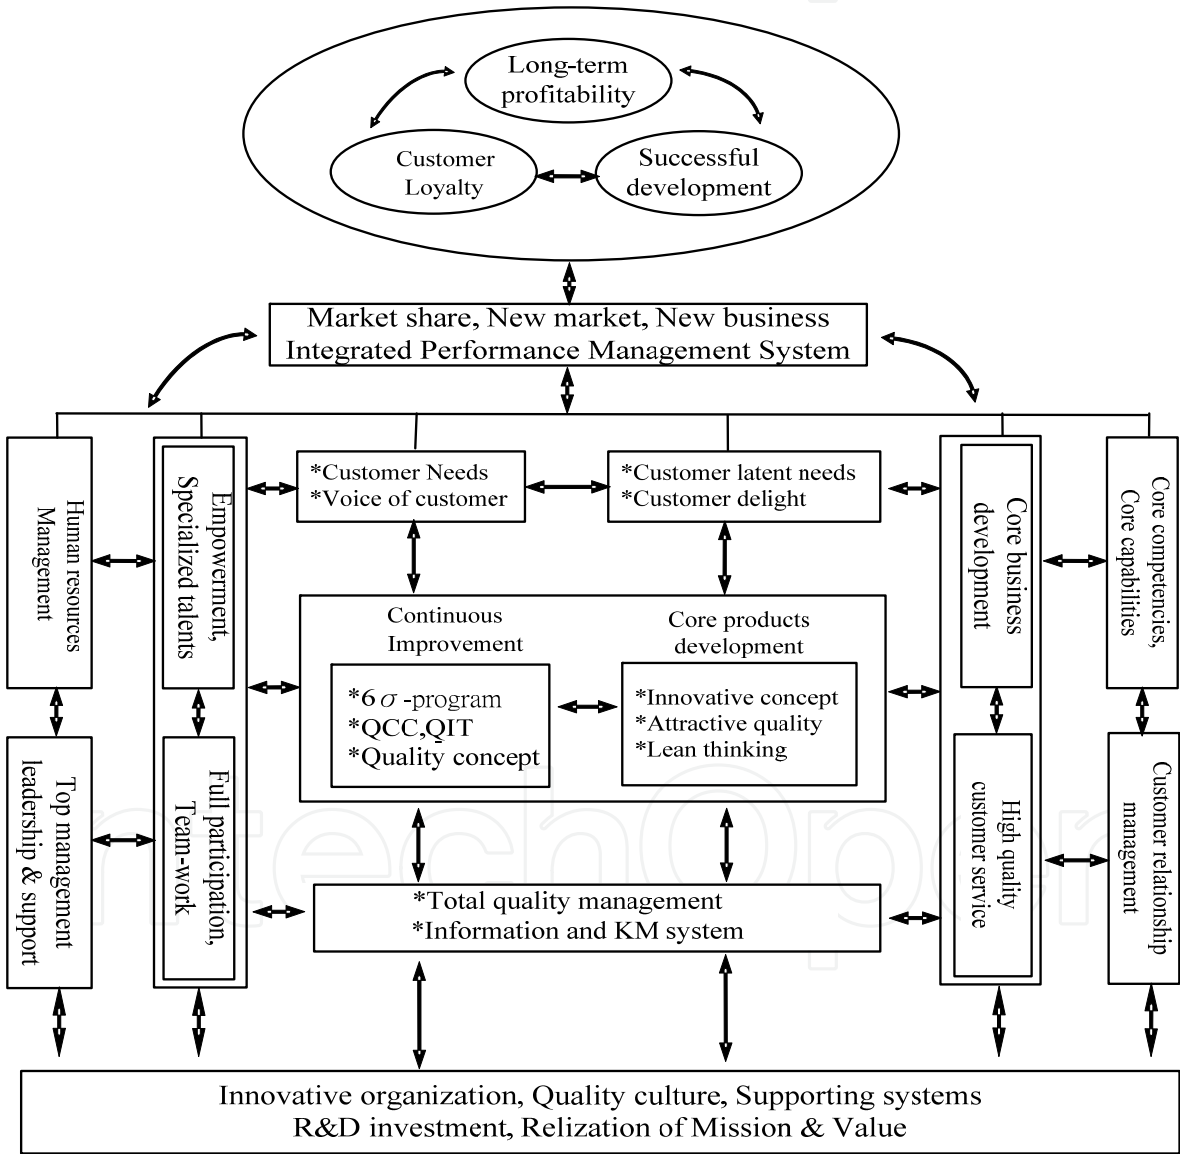 Long-term
profitability
Customer
Loyalty
Successful
development
Market share, New market, New business
Integrated Performance Management System
Human resources
Management
Empowerment,
Specialized talents
*Customer Needs
*Voice of customer
*Customer latent needs
*Customer delight
Core business
development
Core competencies,
Core capabilities
Continuous
Improvement
*6σ-program
*QCC,QIT
*Quality concept
Core products
development
*Innovative concept
*Attractive quality
*Lean thinking
Top management
leadership & support
Full participation,
Team-work
*Total quality management
*Information and KM system
High quality
customer service
Customer relationship
management
Innovative organization, Quality culture, Supporting systems
R&D investment, Relization of Mission & Value
IntechOpen